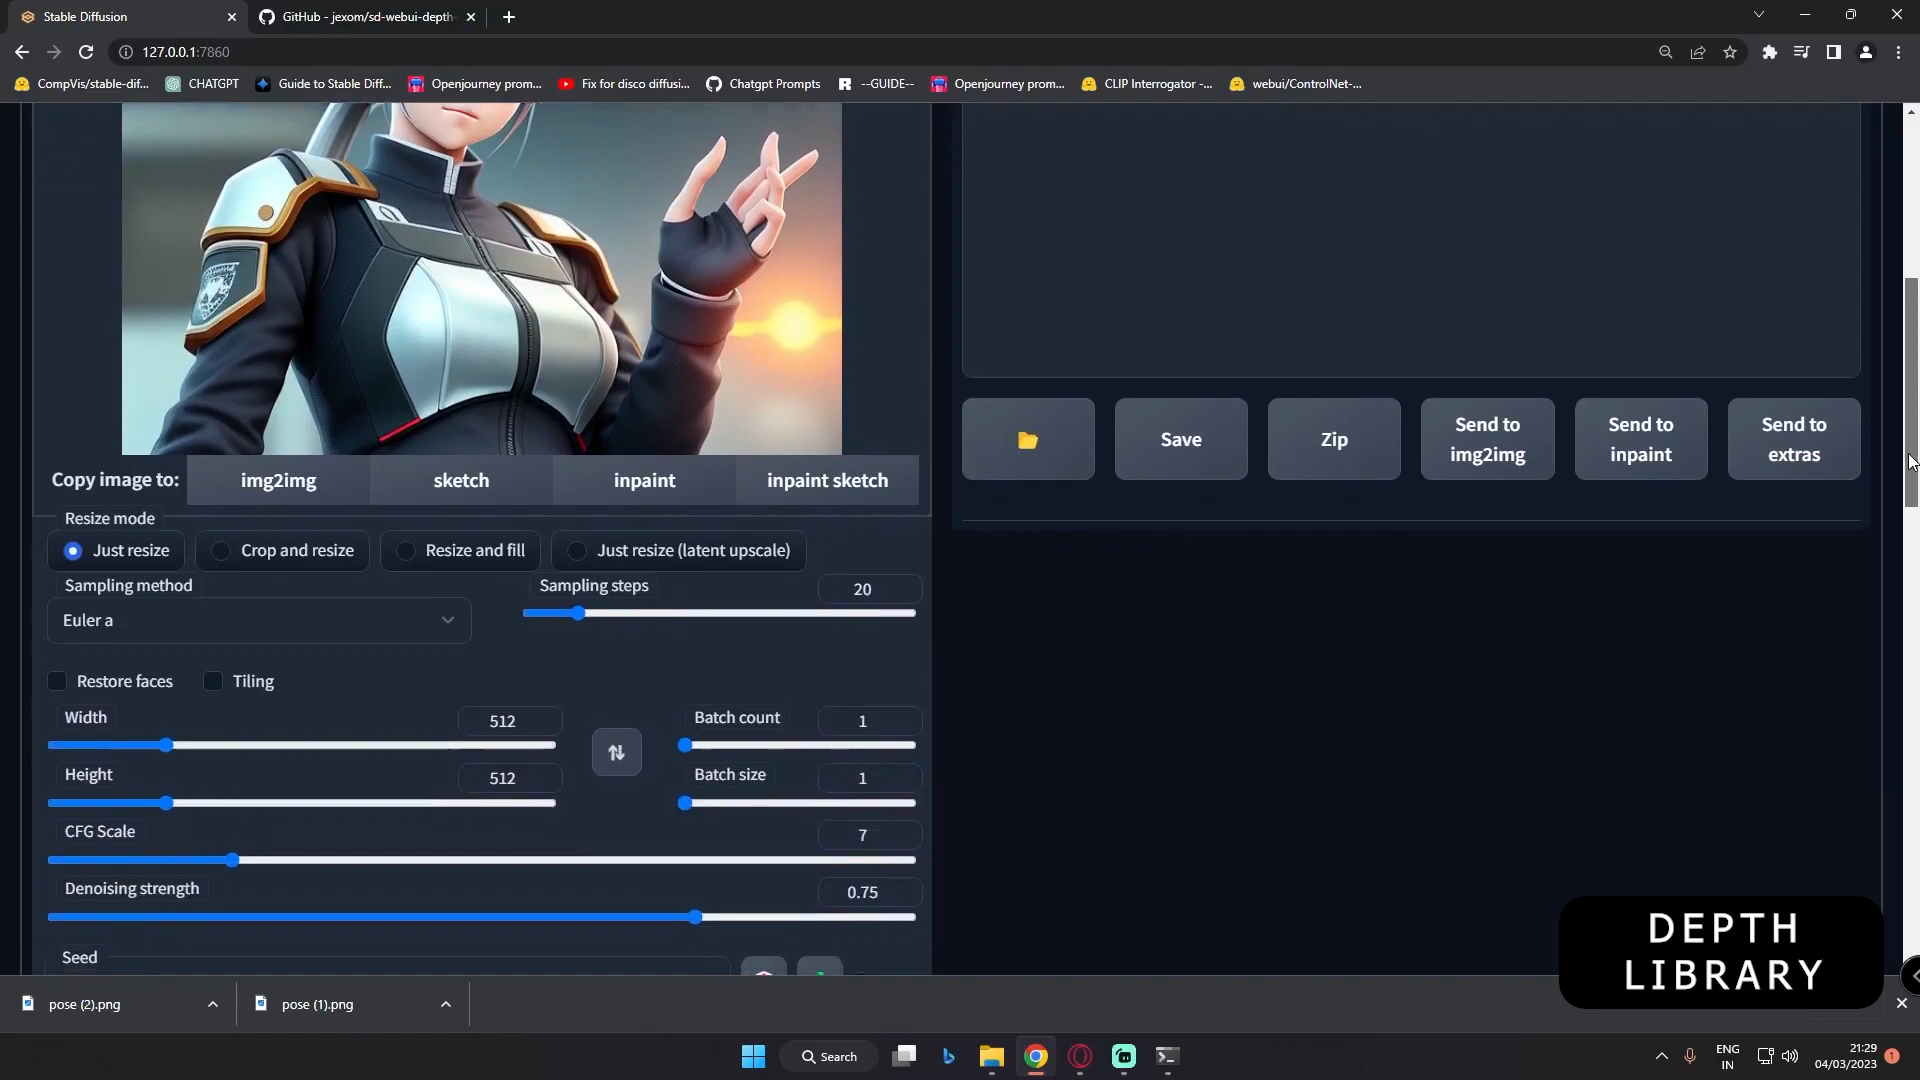 Stable Diffusion
GitHub - jexom/sd-webui-depth-
127.0.0.1:7860
CompVis/stable-dif...
CHATGPT
Guide to Stable Diff...
Openjourney prom...
Fix for disco diffusi...
Chatgpt Prompts
--GUIDE--
Openjourney prom...
CLIP Interrogator -...
webui/ControlNet-...
Copy image to:
img2img
sketch
inpaint
inpaint sketch
Save
Zip
Send to
img2img
Send to
inpaint
Send to
extras
Resize mode
Just resize
Crop and resize
Resize and fill
Just resize (latent upscale)
Sampling method
Euler a
Sampling steps
20
Restore faces
Tiling
Width
512
Batch count
1
Height
512
Batch size
1
CFG Scale
7
Denoising strength
0.75
Seed
DEPTH
LIBRARY
pose (2).png
pose (1).png
Search
ENG
IN
21:29
04/03/2023
1